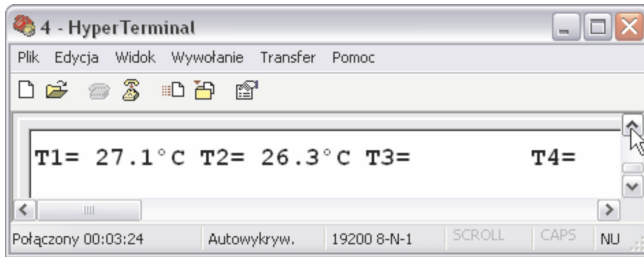 4 - HyperTerminal
Plik Edycja Widok Wywołanie Transfer Pomoc
T1= 27.1°C T2= 26.3°C T3= T4=
Połączony 00:03:24 Autowykryw. 19200 8-N-1 SCROLL CAPS NU